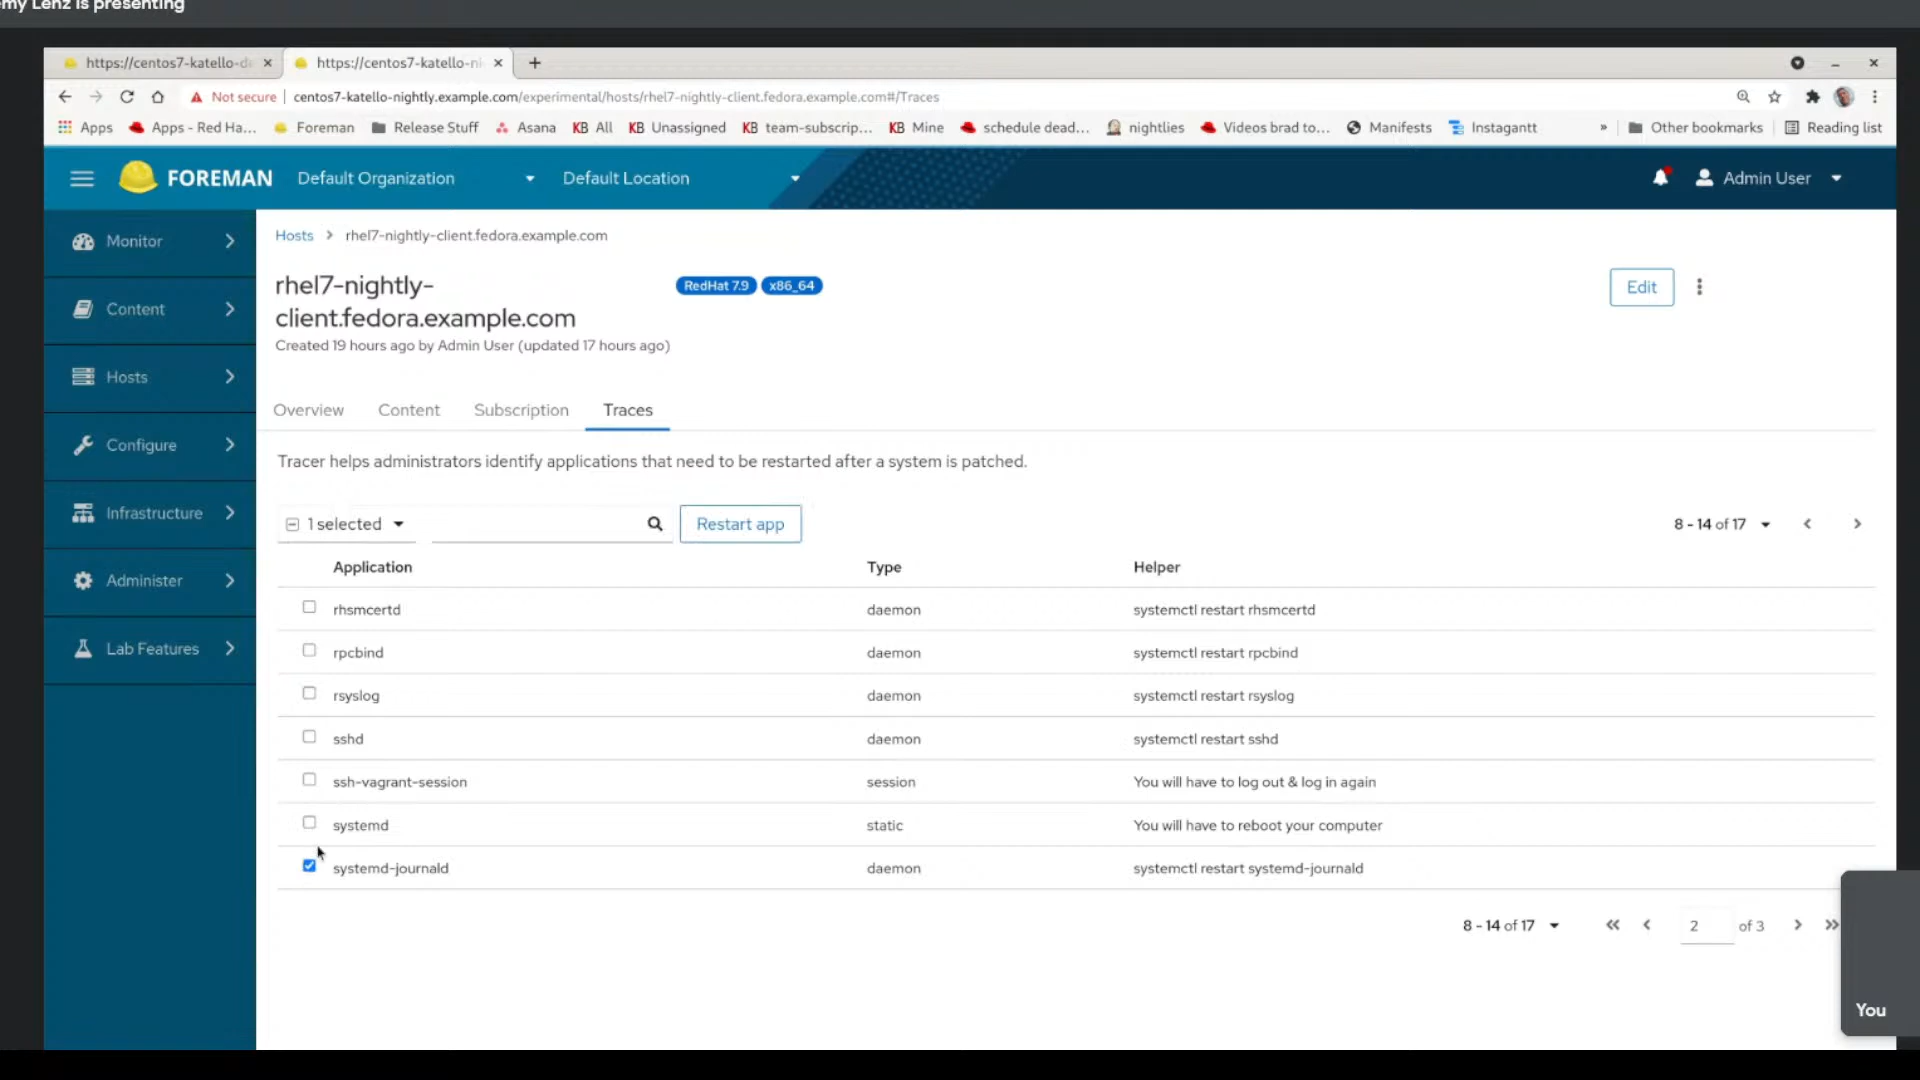 my Lenz is presenting
https://centos7-katello-d
https://centos7-katello-ni
Not secure
centos7-katello-nightly.example.com/experimental/hosts/rhel7-nightly-client.fedora.example.com#/Traces
Apps
Apps - Red Ha...
Foreman
Release Stuff
Asana
KB All
KB Unassigned
KB team-subscrip...
KB Mine
schedule dead...
nightlies
Videos brad to...
Manifests
Instagantt
»
Other bookmarks
Reading list
FOREMAN
Default Organization
Default Location
Admin User
Monitor
Content
Hosts
Configure
Infrastructure
Administer
Lab Features
Hosts > rhel7-nightly-client.fedora.example.com
rhel7-nightly-
client.fedora.example.com
RedHat 7.9
x86_64
Edit
Created 19 hours ago by Admin User (updated 17 hours ago)
Overview
Content
Subscription
Traces
Tracer helps administrators identify applications that need to be restarted after a system is patched.
1 selected
Restart app
8 - 14 of 17
Application Type Helper
rhsmcertd daemon systemctl restart rhsmcertd
rpcbind daemon systemctl restart rpcbind
rsyslog daemon systemctl restart rsyslog
sshd daemon systemctl restart sshd
ssh-vagrant-session session You will have to log out & log in again
systemd static You will have to reboot your computer
systemd-journald daemon systemctl restart systemd-journald
8 - 14 of 17
2 of 3
You